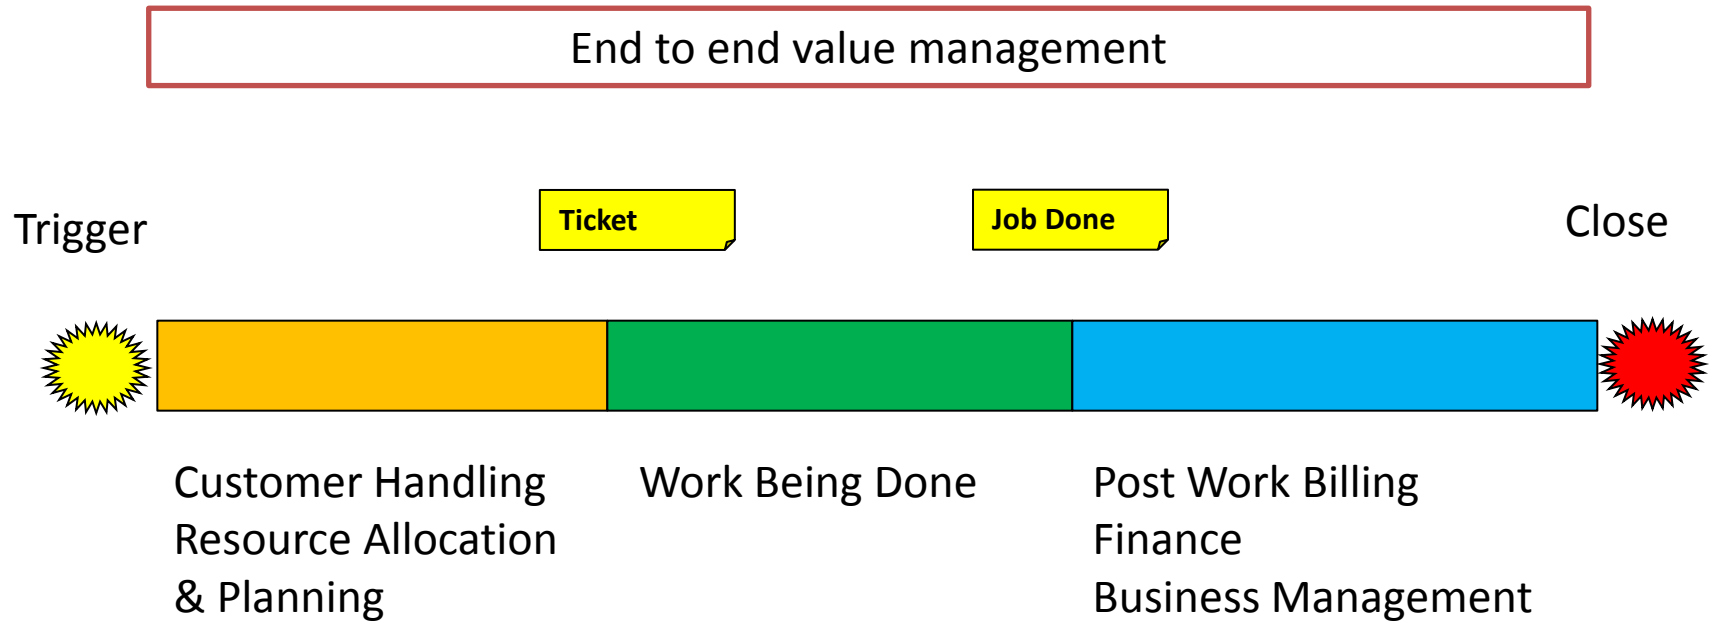 End to end value management
Trigger
Ticket
Job Done
Close
Customer Handling
Resource Allocation
& Planning
Work Being Done
Post Work Billing
Finance
Business Management